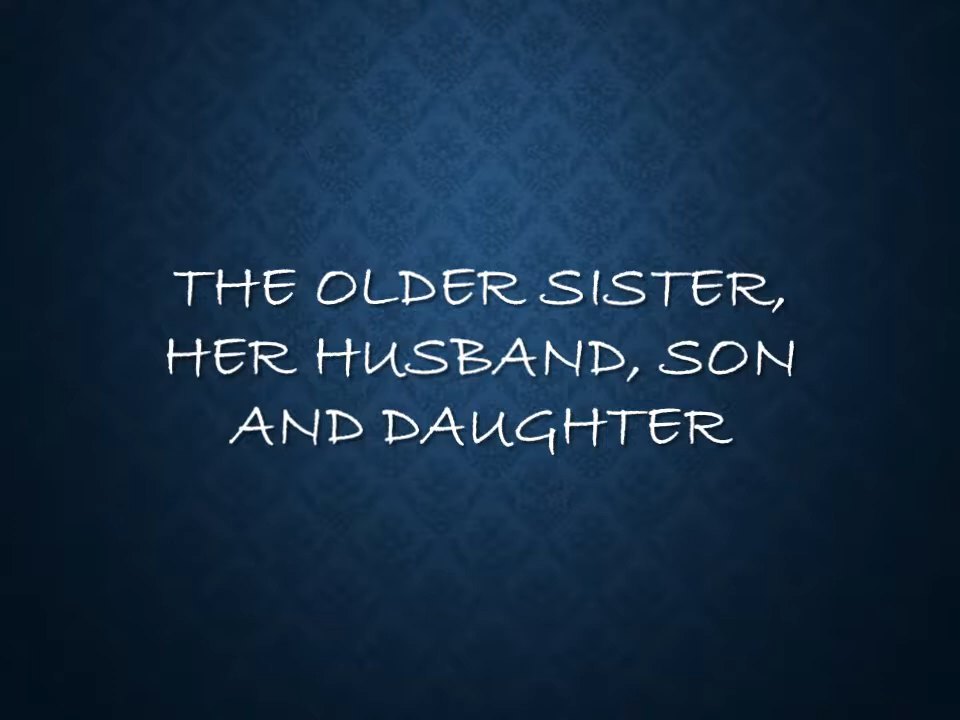 THE OLDER SISTER,
HER HUSBAND, SON
AND DAUGHTER